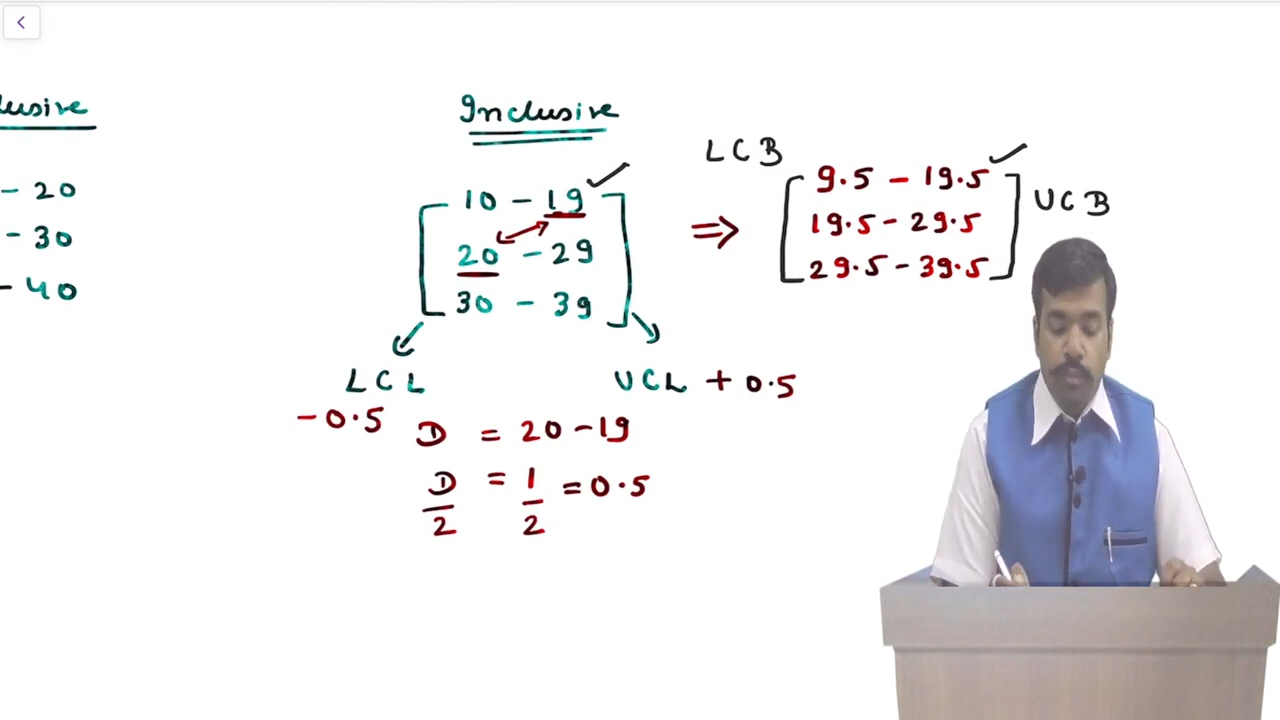 lusive
- 20
- 30
- 40
Inclusive
10 - 19
20 - 29
30 - 39
LCL
- 0.5
UCL + 0.5
D = 20 - 19
D/2 = 1/2 = 0.5
⇒
LCB
UCB
9.5 - 19.5
19.5 - 29.5
29.5 - 39.5